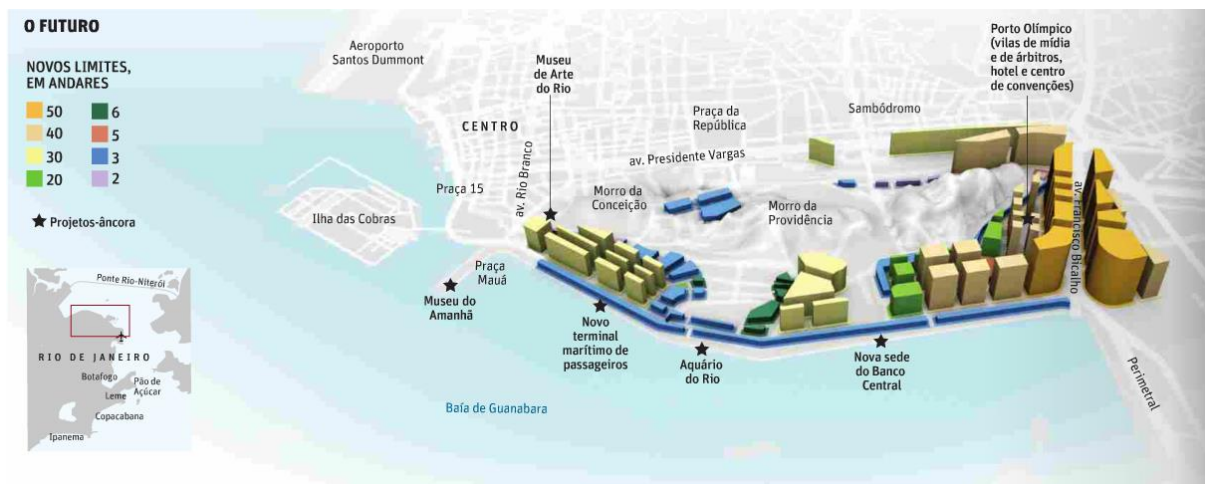 O FUTURO
NOVOS LIMITES,
EM ANDARES
50
40
30
20
6
5
3
2
Projetos-âncora
Ponte Rio-Niterói
RIO DE JANEIRO
Botafogo
Pão de
Açúcar
Leme
Copacabana
Ipanema
Aeroporto
Santos Dummont
Ilha das Cobras
CENTRO
Praça 15
av. Rio Branco
Museu
de Arte
do Rio
Praça
Mauá
Museu do
Amanhã
Morro da
Conceição
Praça da
República
av. Presidente Vargas
Morro da
Providência
Sambódromo
Porto Olímpico
(vilas de mídia
e de árbitros,
hotel e centro
de convenções)
av. Francisco Bicalho
Novo
terminal
marítimo de
passageiros
Aquário
do Rio
Nova sede
do Banco
Central
Perimetral
Baía de Guanabara